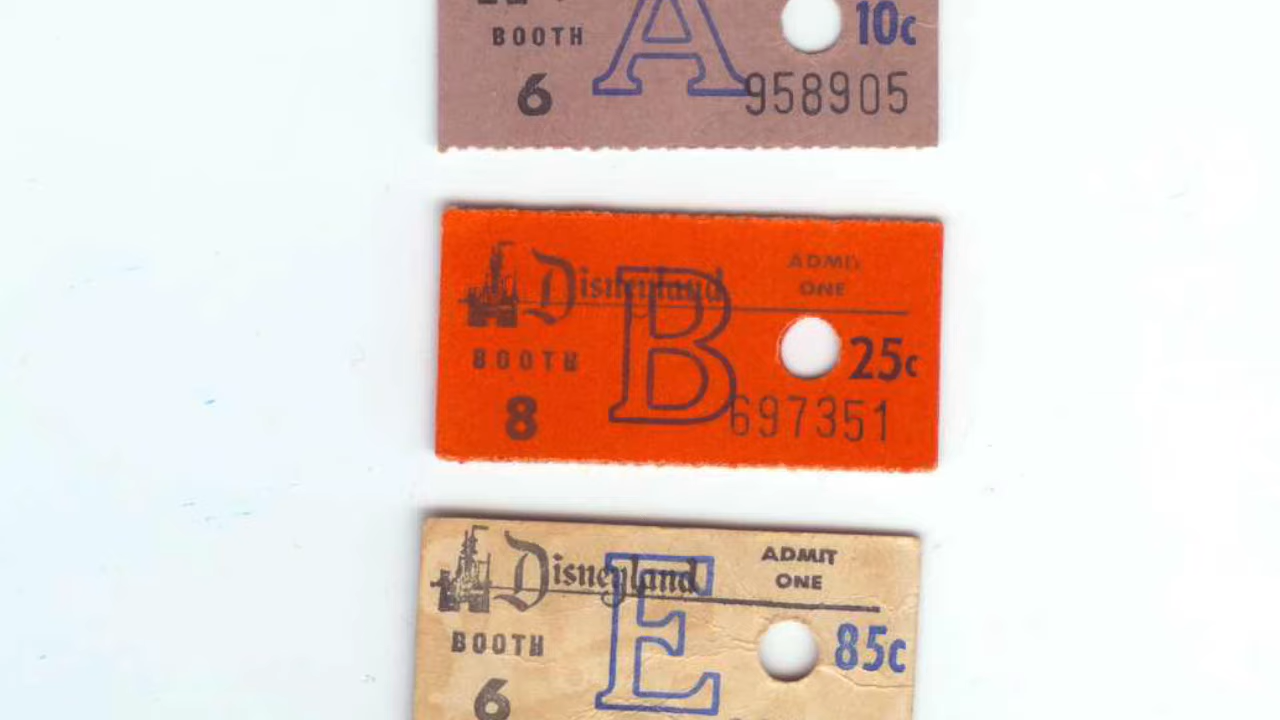 BOOTH A 10c
6 958905
Disneyland ADMIT
ONE
BOOTH B 25c
8 697351
Disneyland ADMIT
ONE
BOOTH E 85c
6